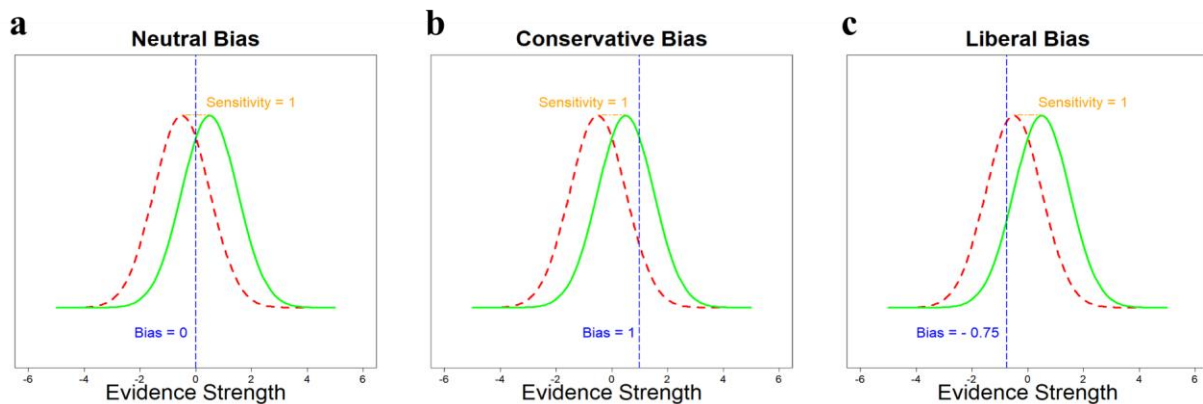 a
Neutral Bias
Sensitivity = 1
Bias = 0
-6 -4 -2 0 2 4 6
Evidence Strength
b
Conservative Bias
Sensitivity = 1
Bias = 1
-6 -4 -2 0 2 4 6
Evidence Strength
c
Liberal Bias
Sensitivity = 1
Bias = - 0.75
-6 -4 -2 0 2 4 6
Evidence Strength